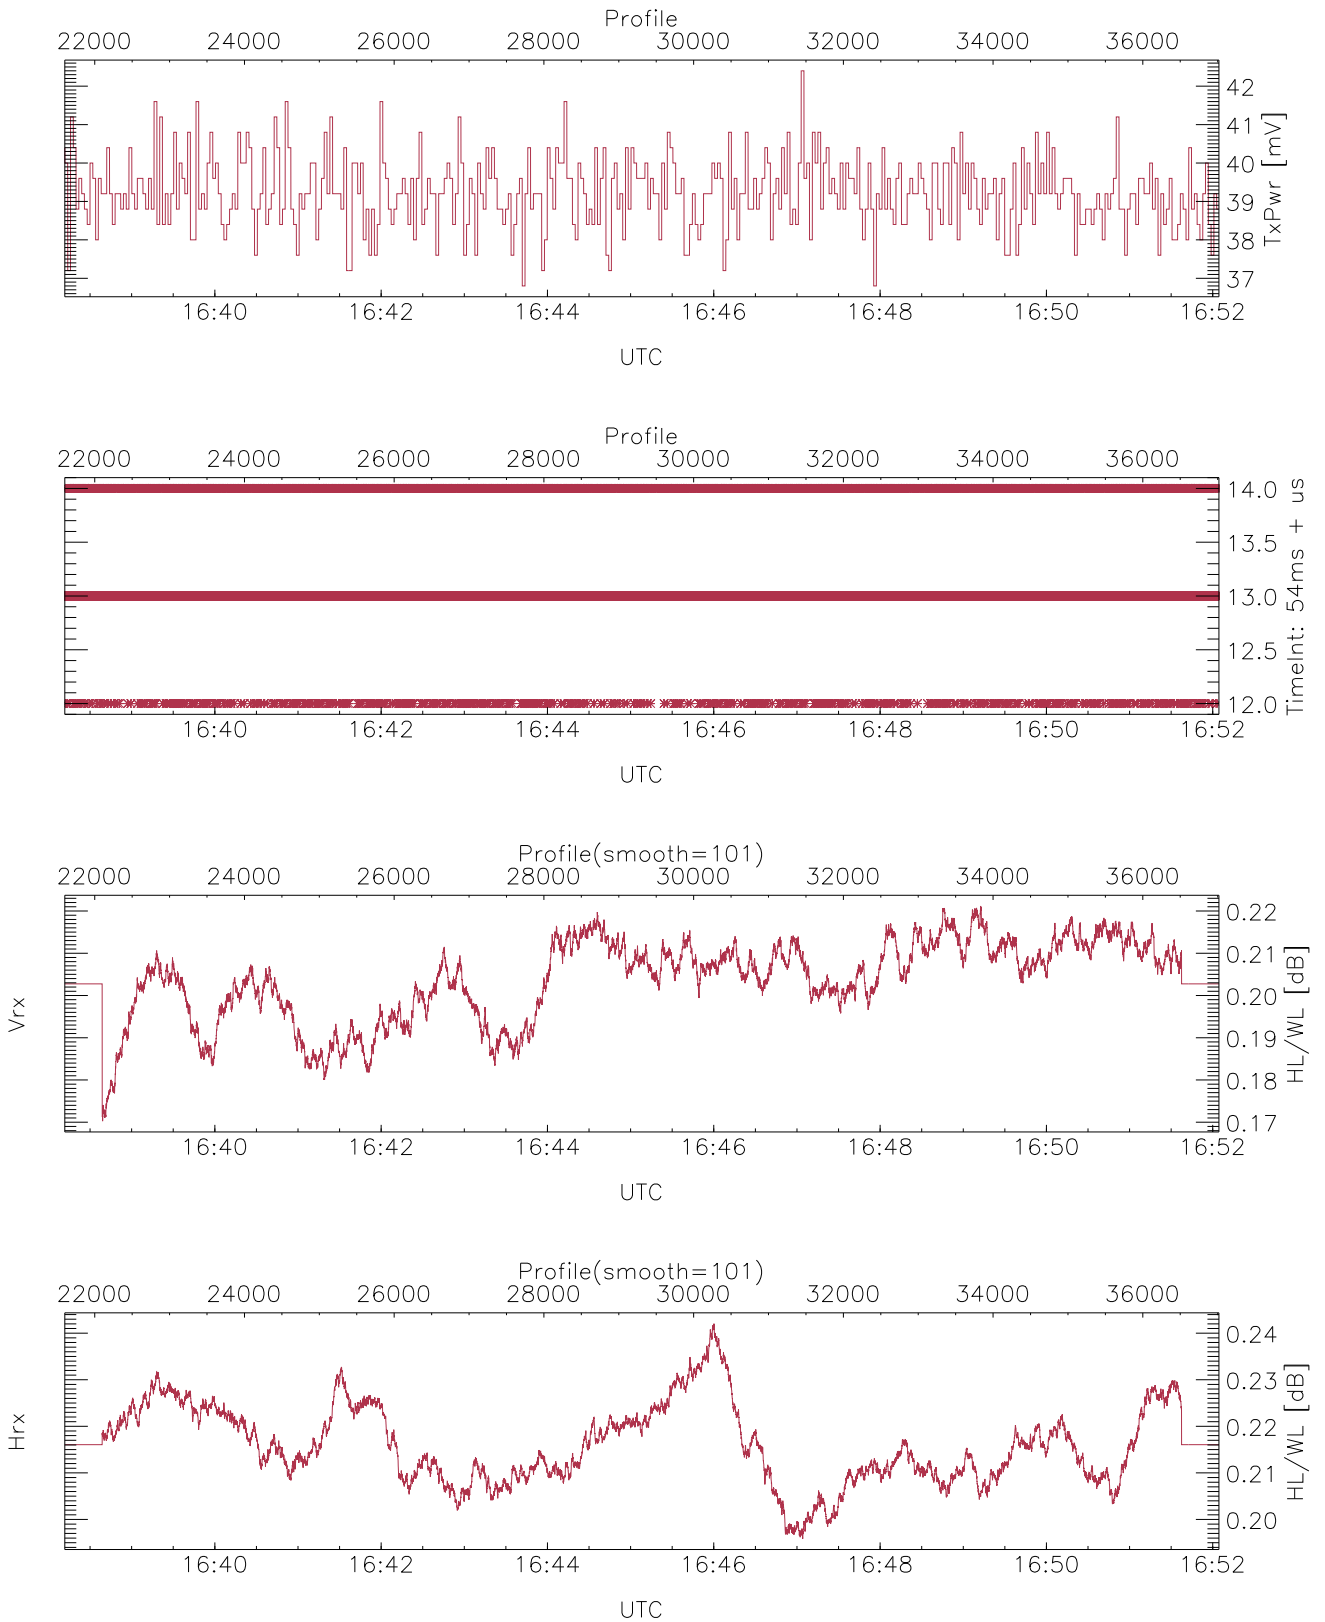 Profile
22000 24000 26000 28000 30000 32000 34000 36000
42
41
40
39
38
37
TxPwr [mV]
16:40 16:42 16:44 16:46 16:48 16:50 16:52
UTC
Profile
22000 24000 26000 28000 30000 32000 34000 36000
14.0
13.5
13.0
12.5
12.0
TimeInt: 54ms + us
16:40 16:42 16:44 16:46 16:48 16:50 16:52
UTC
Profile(smooth=101)
22000 24000 26000 28000 30000 32000 34000 36000
Vrx
0.22
0.21
0.20
0.19
0.18
0.17
HL/WL [dB]
16:40 16:42 16:44 16:46 16:48 16:50 16:52
UTC
Profile(smooth=101)
22000 24000 26000 28000 30000 32000 34000 36000
Hrx
0.24
0.23
0.22
0.21
0.20
HL/WL [dB]
16:40 16:42 16:44 16:46 16:48 16:50 16:52
UTC